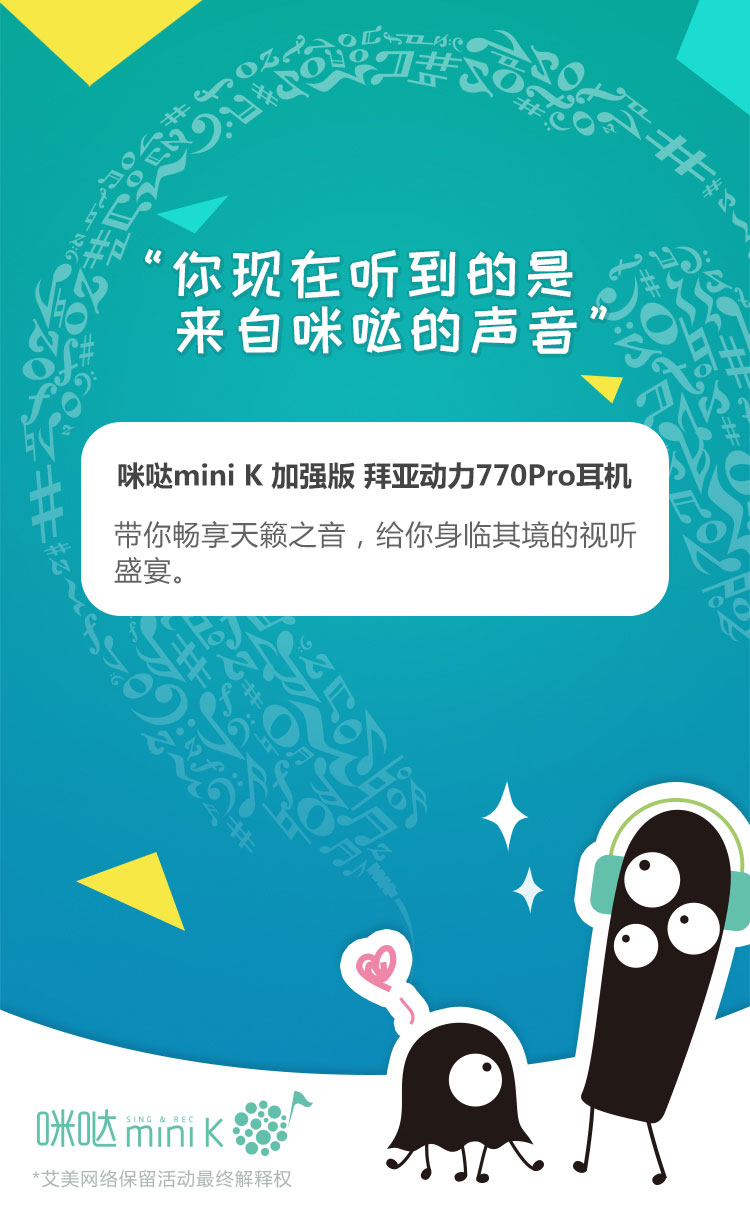 “你现在听到的是
来自咪哒的声音”
咪哒mini K 加强版 拜亚动力770Pro耳机
带你畅享天籁之音，给你身临其境的视听
盛宴。
咪哒 SING & REC mini K
*艾美网络保留活动最终解释权